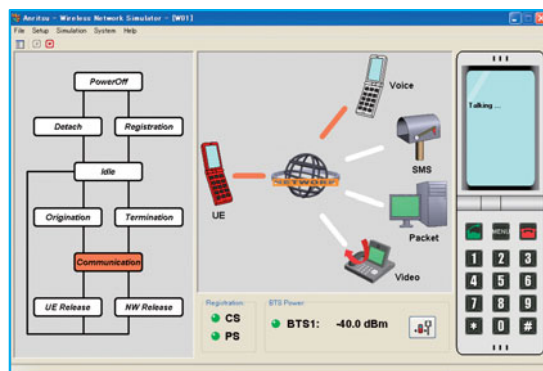 Anritsu - Wireless Network Simulator - [W01]
File Setup Simulation System Help
PowerOff
Detach Registration
Idle
Origination Termination
Communication
UE Release NW Release
Voice
SMS
NETWORK
UE
Packet
Video
Registration:
CS
PS
BTS Power:
BTS1: -40.0 dBm
Talking ...
MENU
1 2 3
4 5 6
7 8 9
* 0 #